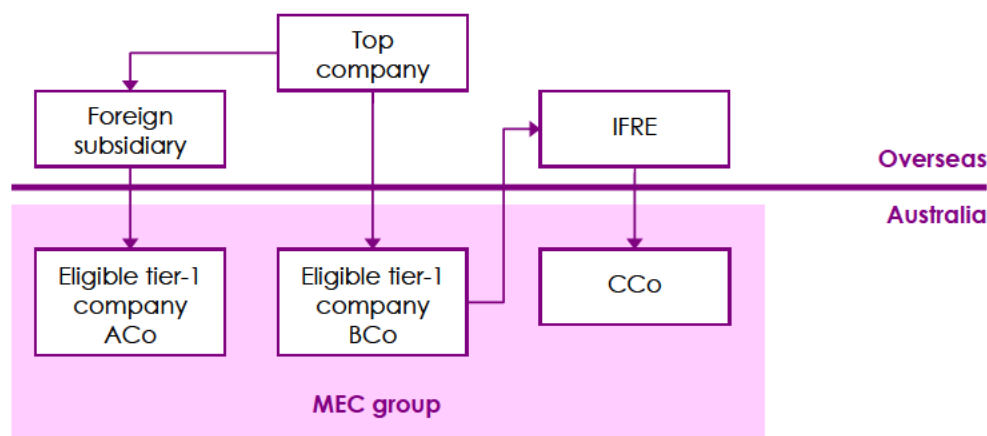 Top
company
Foreign
subsidiary
IFRE
Overseas
Australia
Eligible tier-1
company
ACo
Eligible tier-1
company
BCo
CCo
MEC group